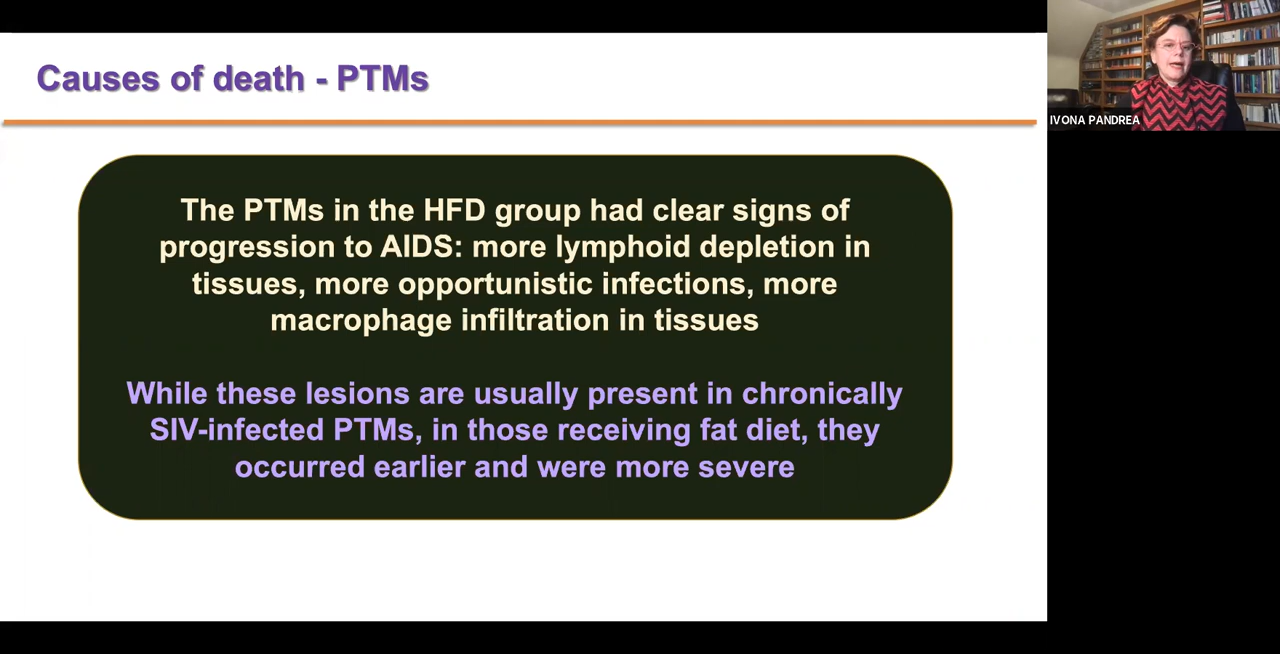 Causes of death - PTMs
The PTMs in the HFD group had clear signs of
progression to AIDS: more lymphoid depletion in
tissues, more opportunistic infections, more
macrophage infiltration in tissues
While these lesions are usually present in chronically
SIV-infected PTMs, in those receiving fat diet, they
occurred earlier and were more severe
IVONA PANDREA